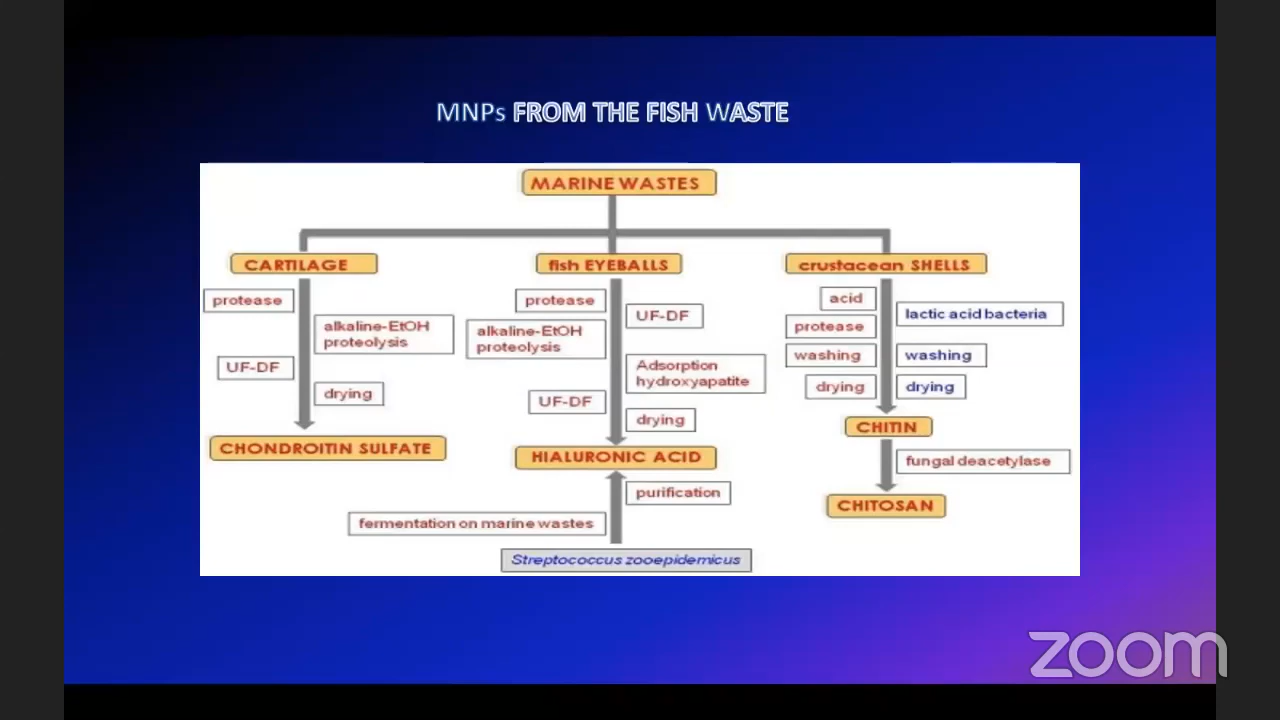 MNPs FROM THE FISH WASTE
MARINE WASTES
CARTILAGE
protease
alkaline-EtOH
proteolysis
UF-DF
drying
CHONDROITIN SULFATE
fish EYEBALLS
protease
UF-DF
alkaline-EtOH
proteolysis
Adsorption
hydroxyapatite
UF-DF
drying
HIALURONIC ACID
purification
fermentation on marine wastes
Streptococcus zooepidemicus
crustacean SHELLS
acid
protease
washing
drying
lactic acid bacteria
washing
drying
CHITIN
fungal deacetylase
CHITOSAN
zoom